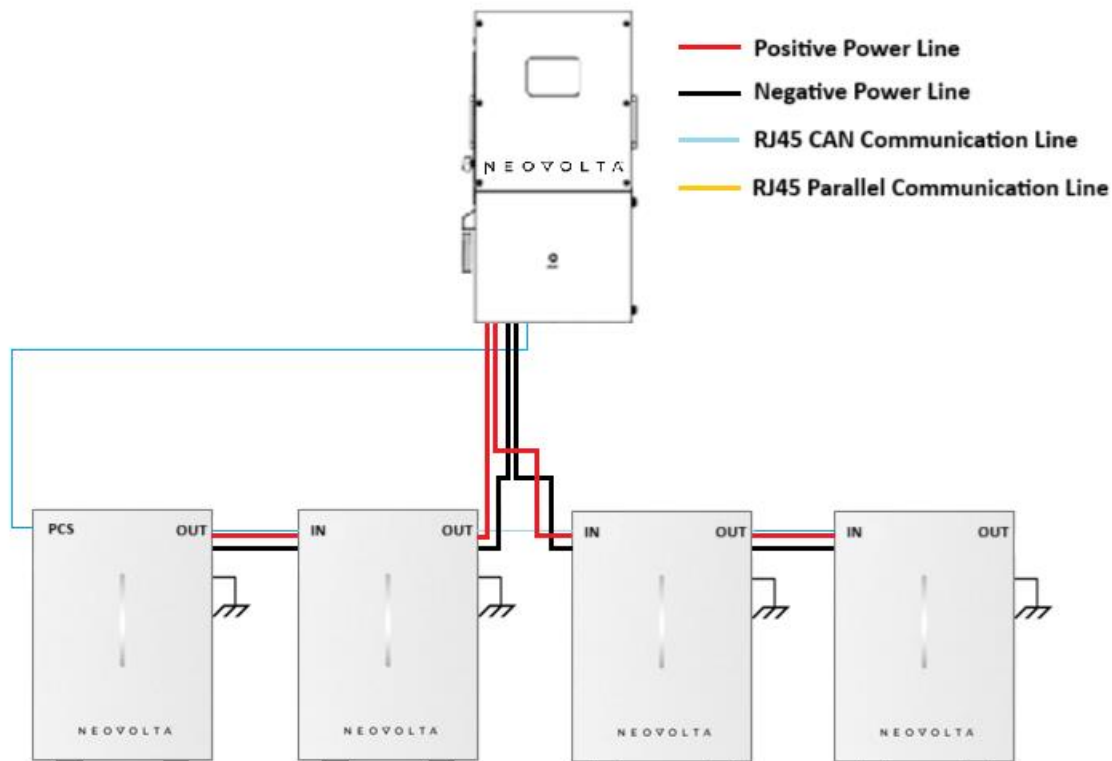 Positive Power Line
Negative Power Line
RJ45 CAN Communication Line
RJ45 Parallel Communication Line
NEOVOLTA
PCS OUT IN OUT IN OUT IN OUT
NEOVOLTA NEOVOLTA NEOVOLTA NEOVOLTA